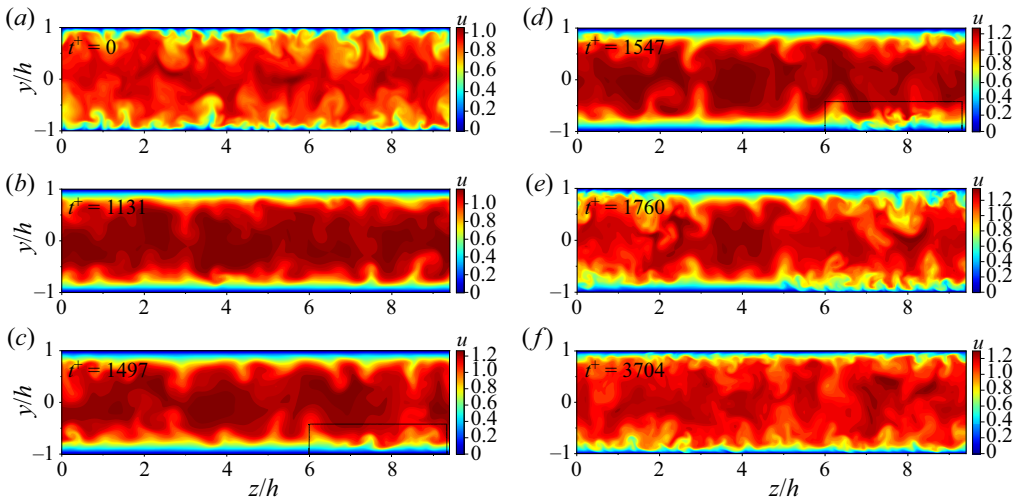 (a)
t+ = 0
u
1.0
0.8
0.6
0.4
0.2
0
1
0
−1
y/h
0 2 4 6 8
(b)
t+ = 1131
u
1.2
1.0
0.8
0.6
0.4
0.2
0
1
0
−1
y/h
0 2 4 6 8
(c)
t+ = 1497
u
1.2
1.0
0.8
0.6
0.4
0.2
0
1
0
−1
y/h
0 2 4 6 8
z/h
(d)
t+ = 1547
u
1.2
1.0
0.8
0.6
0.4
0.2
0
1
0
−1
0 2 4 6 8
(e)
t+ = 1760
u
1.2
1.0
0.8
0.6
0.4
0.2
0
1
0
−1
0 2 4 6 8
(f)
t+ = 3704
u
1.2
1.0
0.8
0.6
0.4
0.2
0
1
0
−1
0 2 4 6 8
z/h